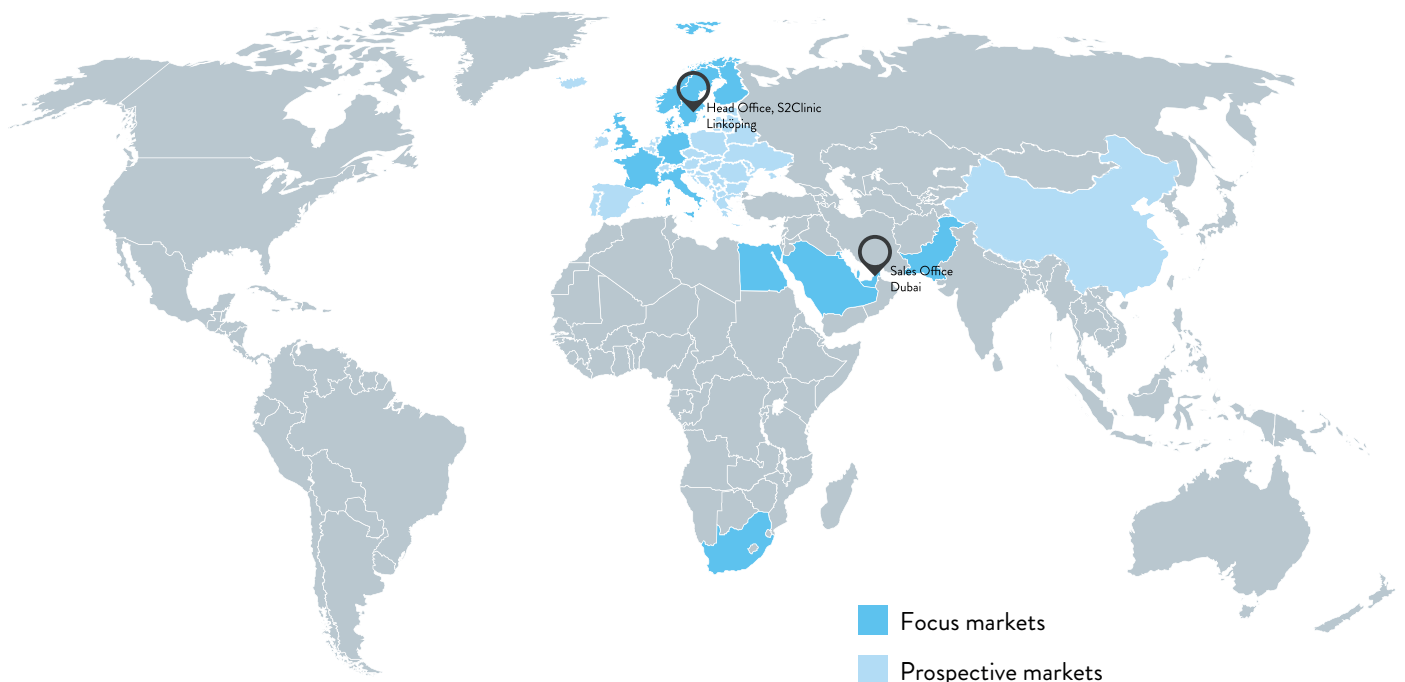 Head Office, S2Clinic
Linköping
Sales Office
Dubai
Focus markets
Prospective markets